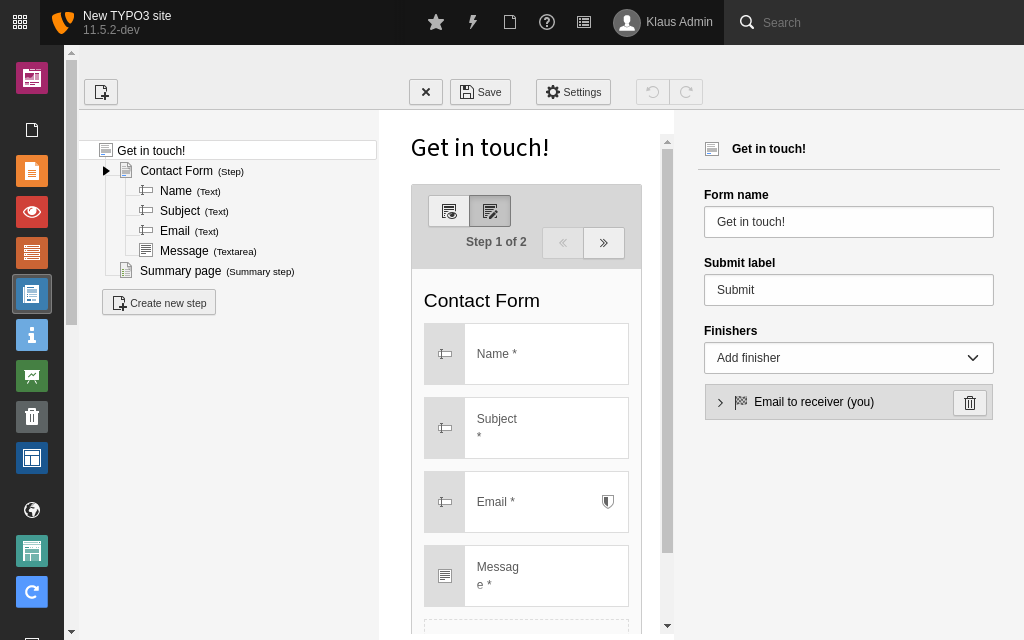 New TYPO3 site
11.5.2-dev
Klaus Admin
Search
Save
Settings
Get in touch!
Contact Form (Step)
Name (Text)
Subject (Text)
Email (Text)
Message (Textarea)
Summary page (Summary step)
Create new step
Get in touch!
Step 1 of 2
Contact Form
Name *
Subject
*
Email *
Messag
e *
Get in touch!
Form name
Get in touch!
Submit label
Submit
Finishers
Add finisher
Email to receiver (you)